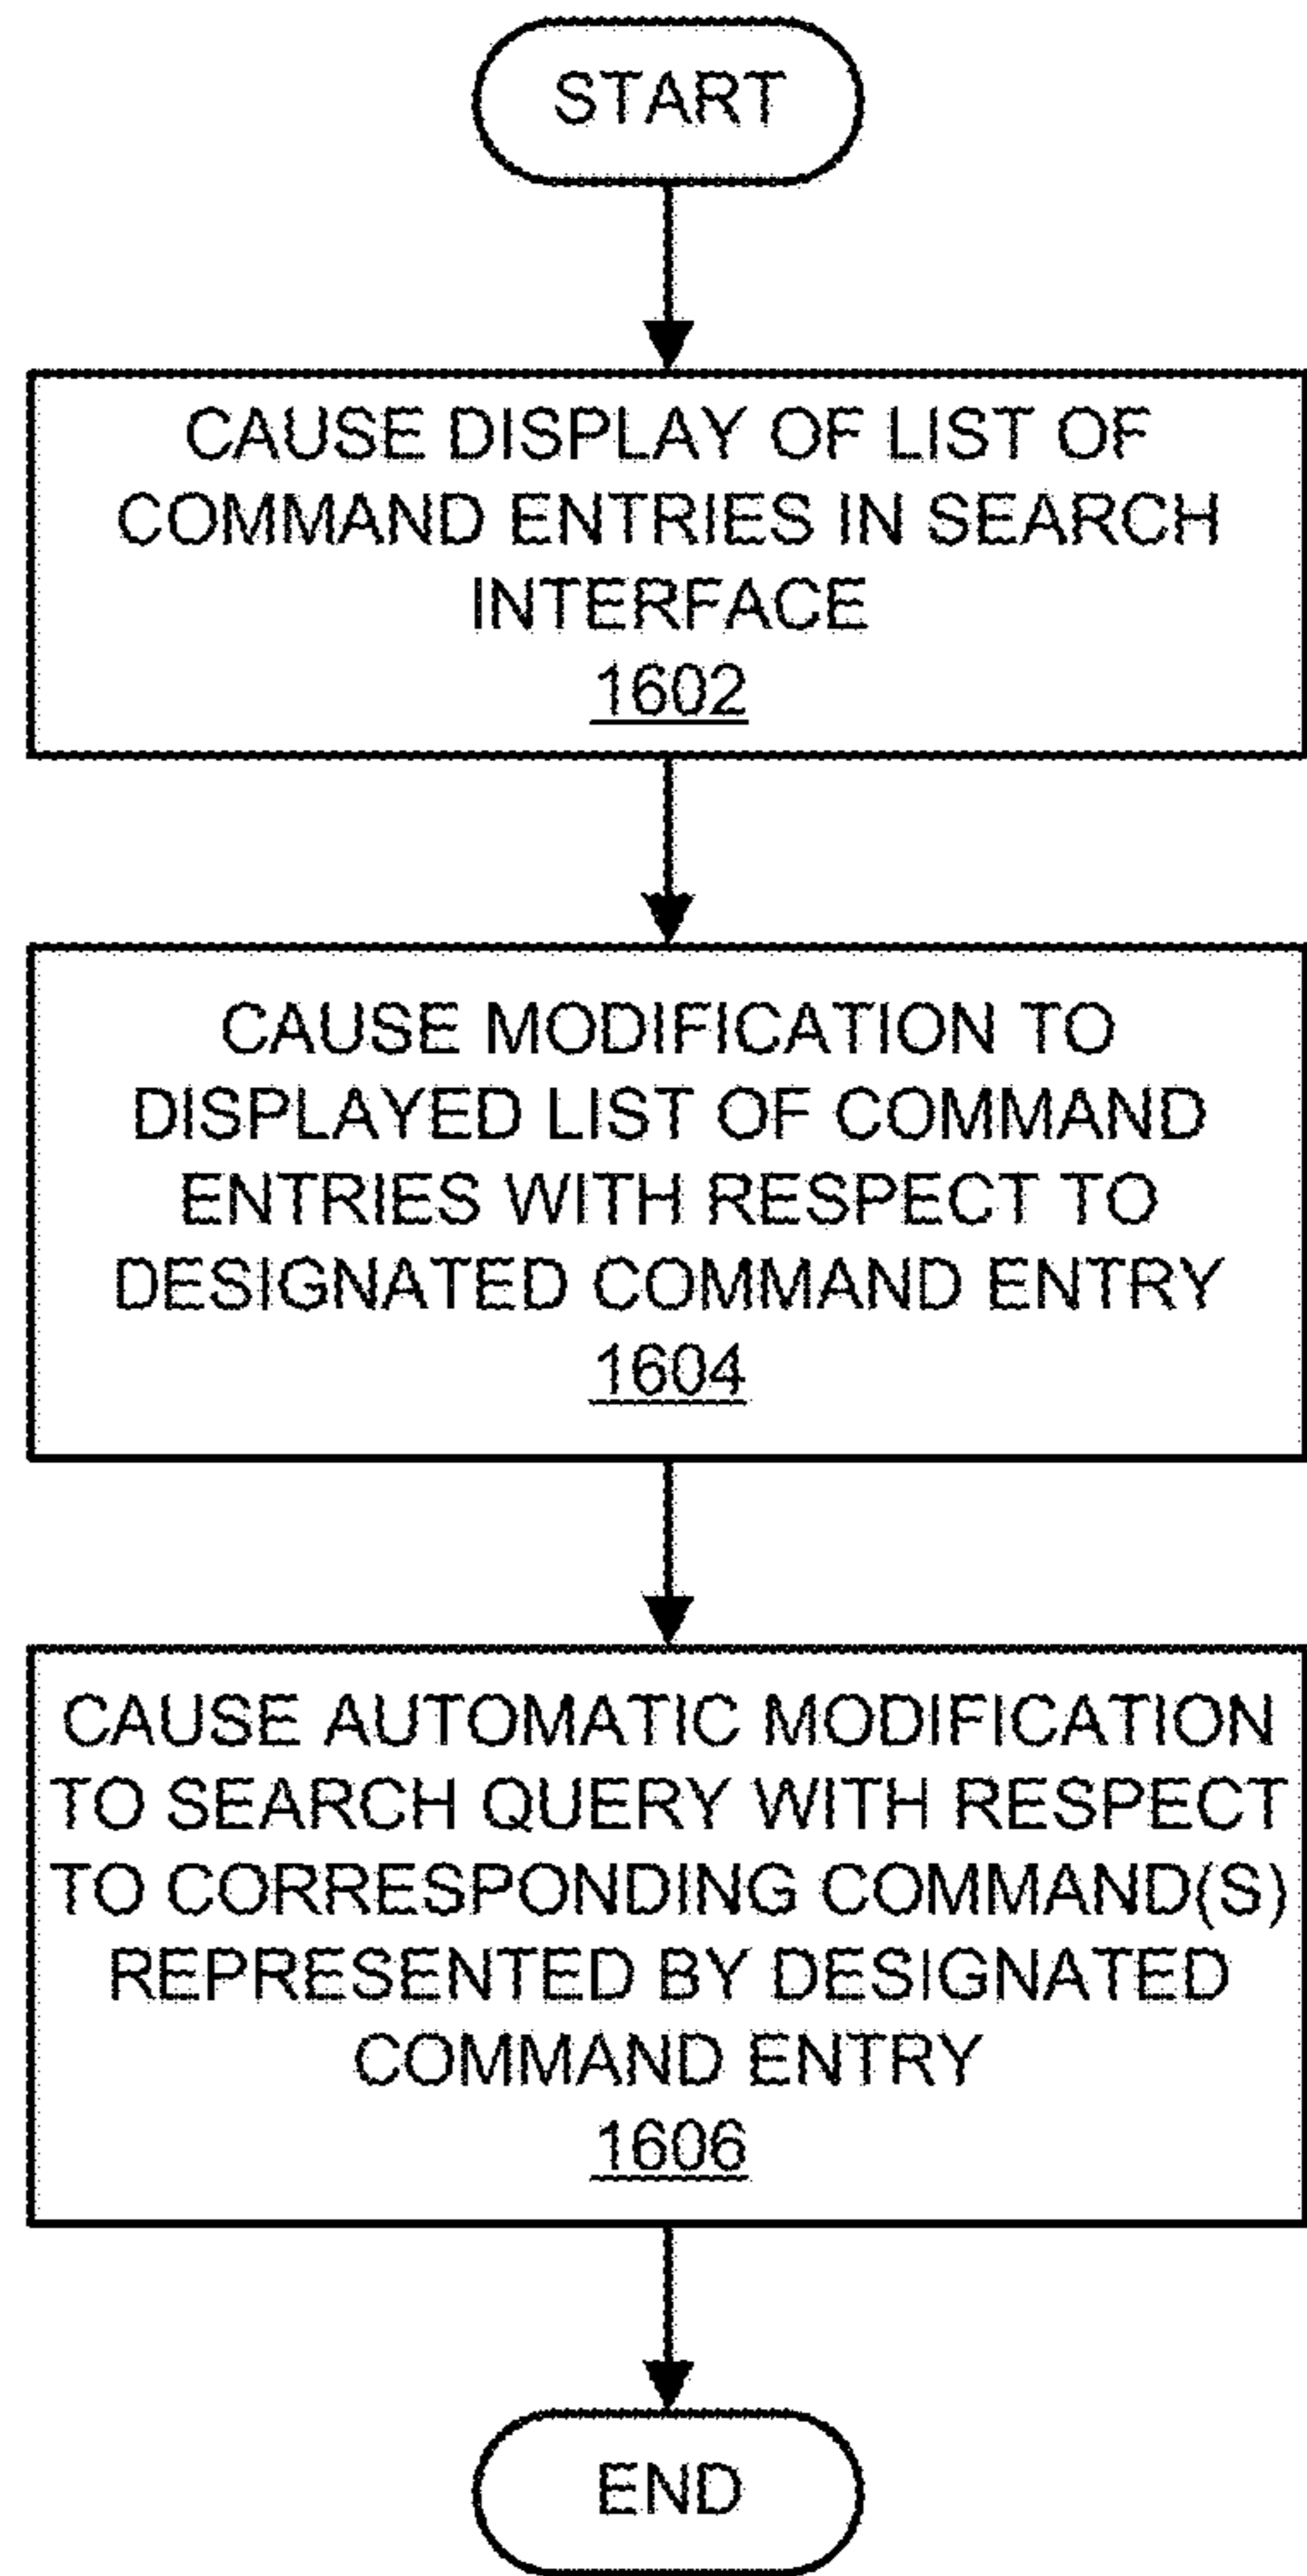 START
CAUSE DISPLAY OF LIST OF
COMMAND ENTRIES IN SEARCH
INTERFACE
1602
CAUSE MODIFICATION TO
DISPLAYED LIST OF COMMAND
ENTRIES WITH RESPECT TO
DESIGNATED COMMAND ENTRY
1604
CAUSE AUTOMATIC MODIFICATION
TO SEARCH QUERY WITH RESPECT
TO CORRESPONDING COMMAND(S)
REPRESENTED BY DESIGNATED
COMMAND ENTRY
1606
END